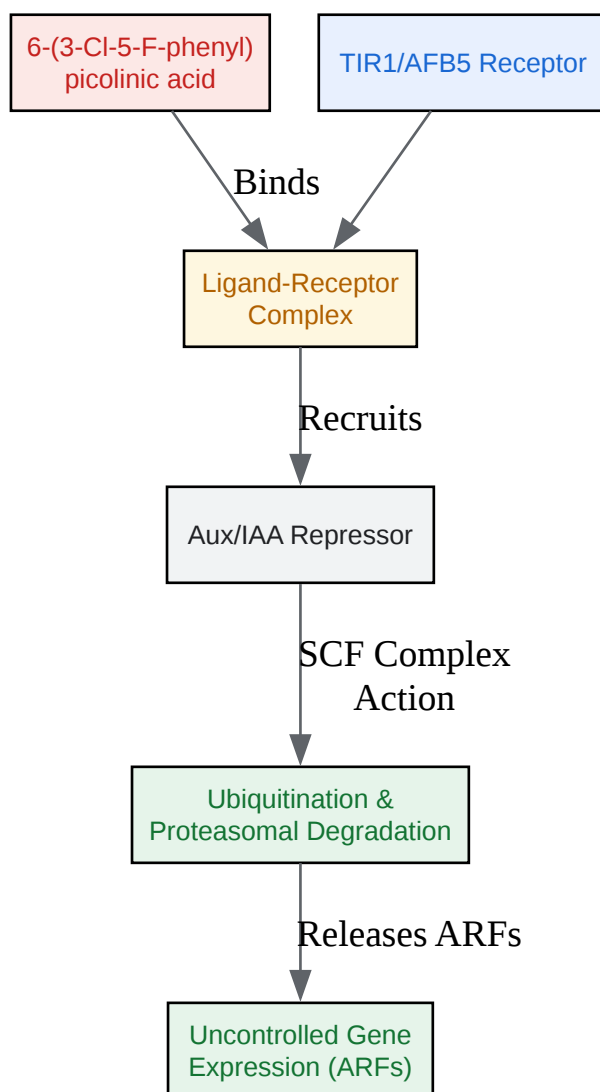 6-(3-Cl-5-F-phenyl)
picolinic acid
TIR1/AFB5 Receptor
Binds
Ligand-Receptor
Complex
Recruits
Aux/IAA Repressor
SCF Complex
Action
Ubiquitination &
Proteasomal Degradation
Releases ARFs
Uncontrolled Gene
Expression (ARFs)